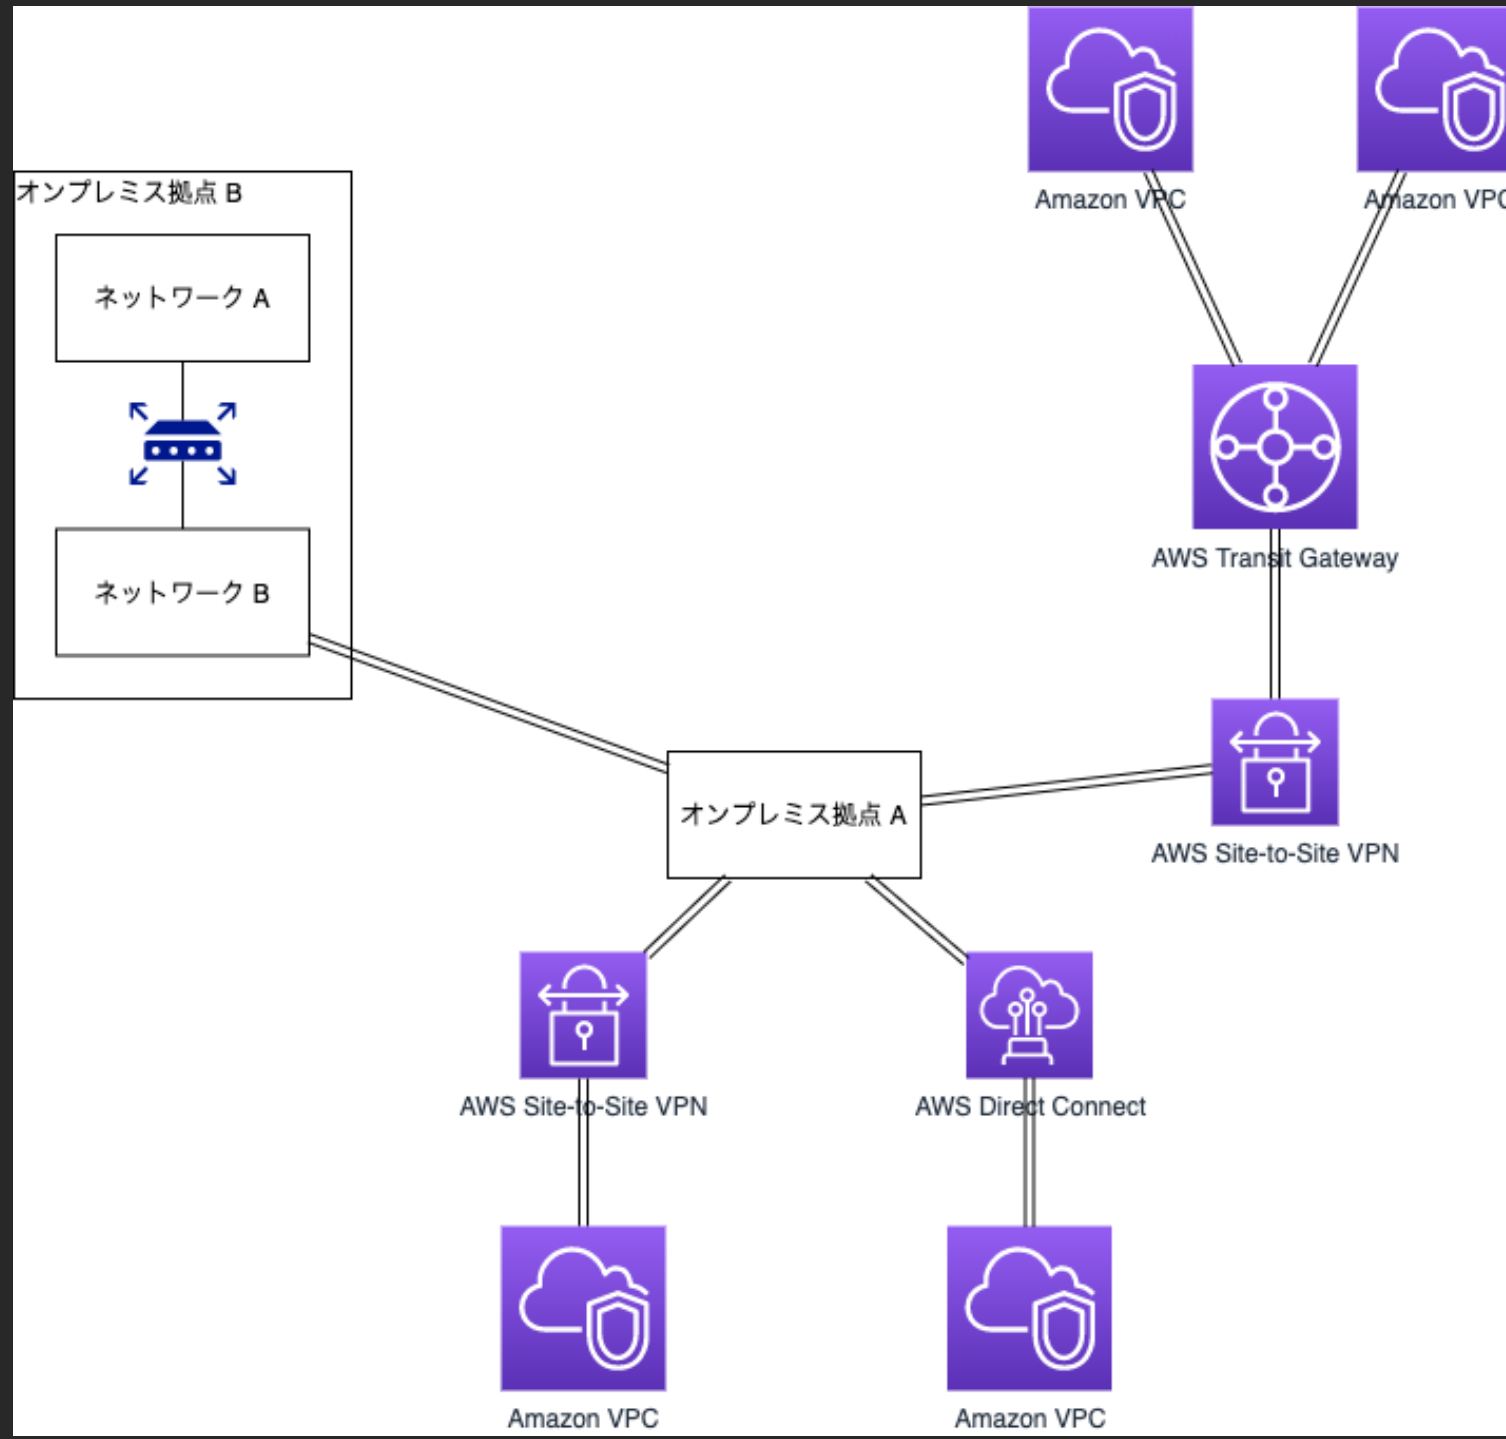 Amazon VPC
Amazon VPC
オンプレミス拠点 B
ネットワーク A
AWS Transit Gateway
ネットワーク B
オンプレミス拠点 A
AWS Site-to-Site VPN
AWS Site-to-Site VPN
AWS Direct Connect
Amazon VPC
Amazon VPC